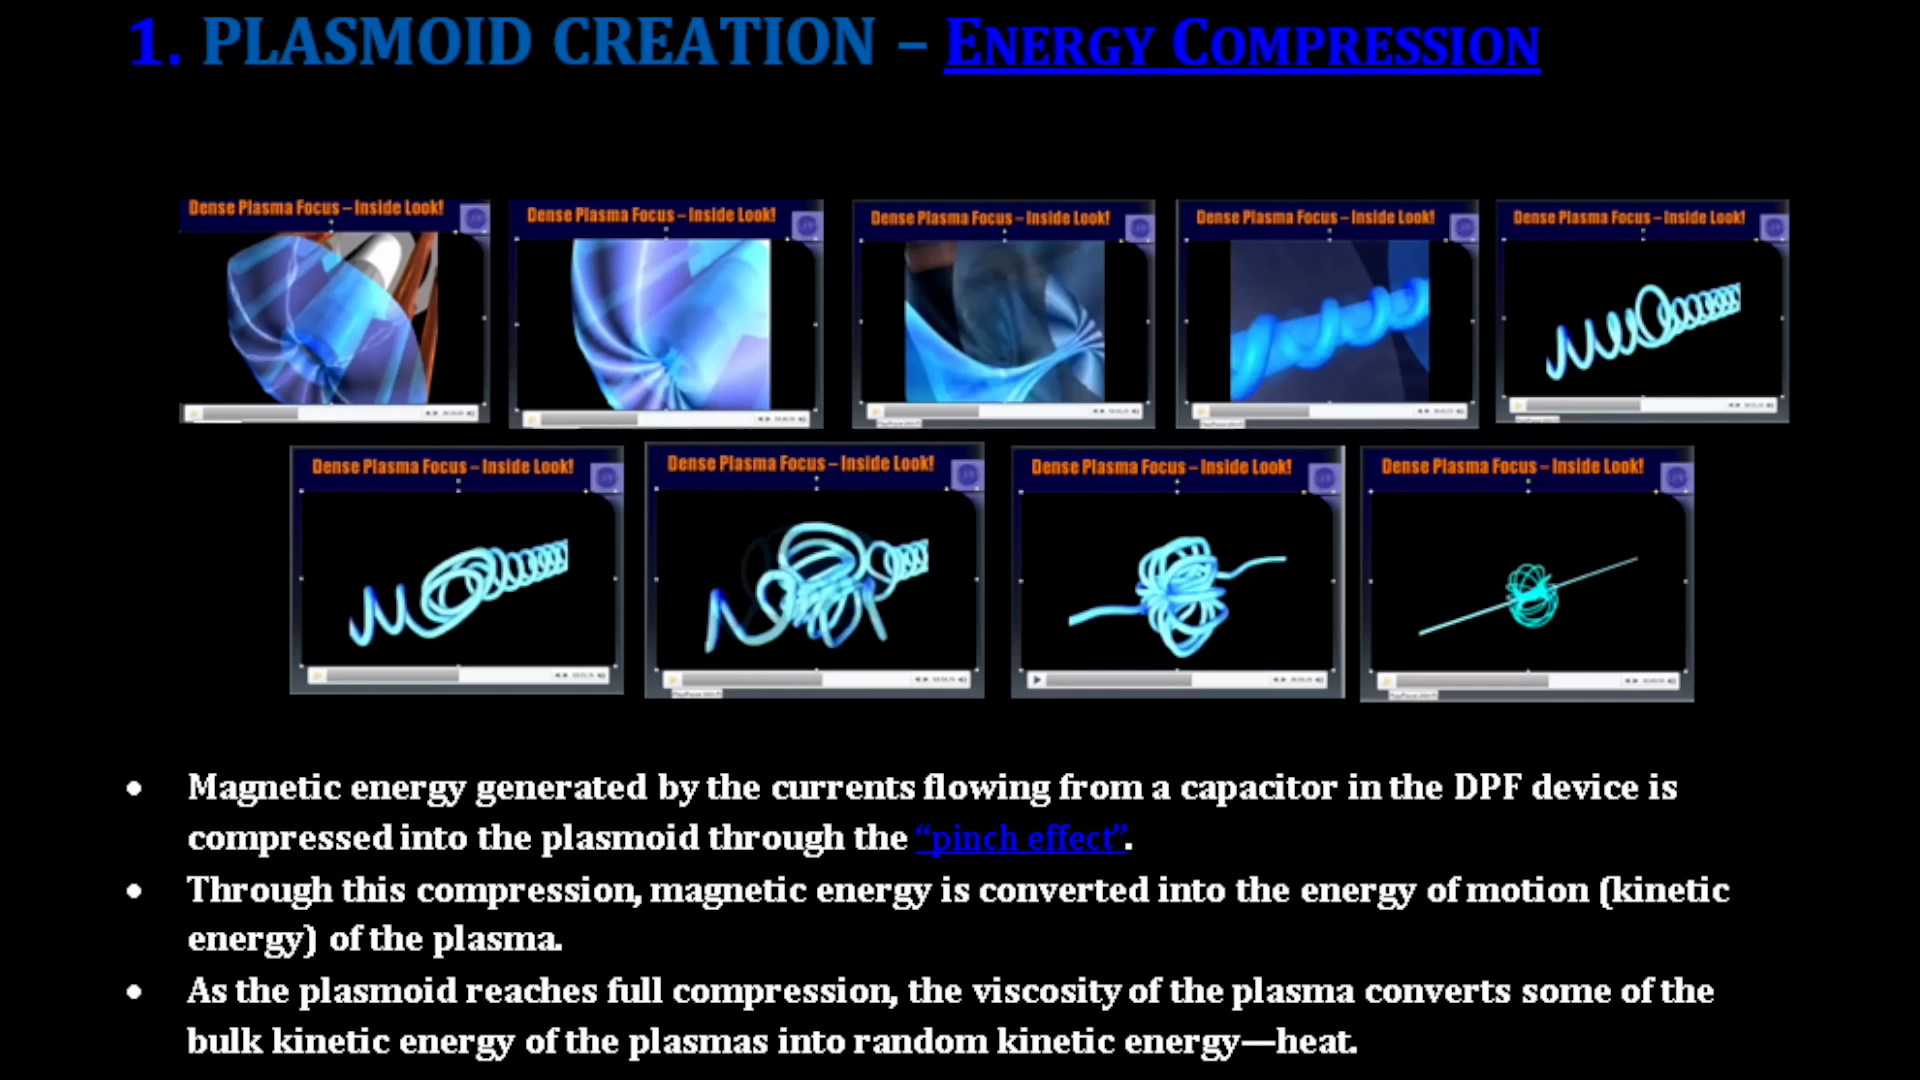 1. PLASMOID CREATION – ENERGY COMPRESSION
Dense Plasma Focus – Inside Look!
Dense Plasma Focus – Inside Look!
Dense Plasma Focus – Inside Look!
Dense Plasma Focus – Inside Look!
Dense Plasma Focus – Inside Look!
Dense Plasma Focus – Inside Look!
Dense Plasma Focus – Inside Look!
Dense Plasma Focus – Inside Look!
Dense Plasma Focus – Inside Look!
• Magnetic energy generated by the currents flowing from a capacitor in the DPF device is
compressed into the plasmoid through the “pinch effect”.
• Through this compression, magnetic energy is converted into the energy of motion (kinetic
energy) of the plasma.
• As the plasmoid reaches full compression, the viscosity of the plasma converts some of the
bulk kinetic energy of the plasmas into random kinetic energy—heat.